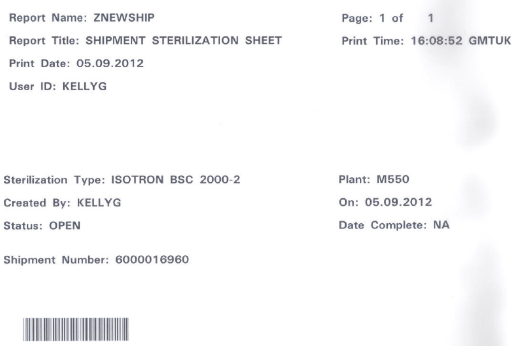 Report Name: ZNEWSHIP Page: 1 of 1
Report Title: SHIPMENT STERILIZATION SHEET Print Time: 16:08:52 GMTUK
Print Date: 05.09.2012
User ID: KELLYG
Sterilization Type: ISOTRON BSC 2000-2 Plant: M550
Created By: KELLYG On: 05.09.2012
Status: OPEN Date Complete: NA
Shipment Number: 6000016960